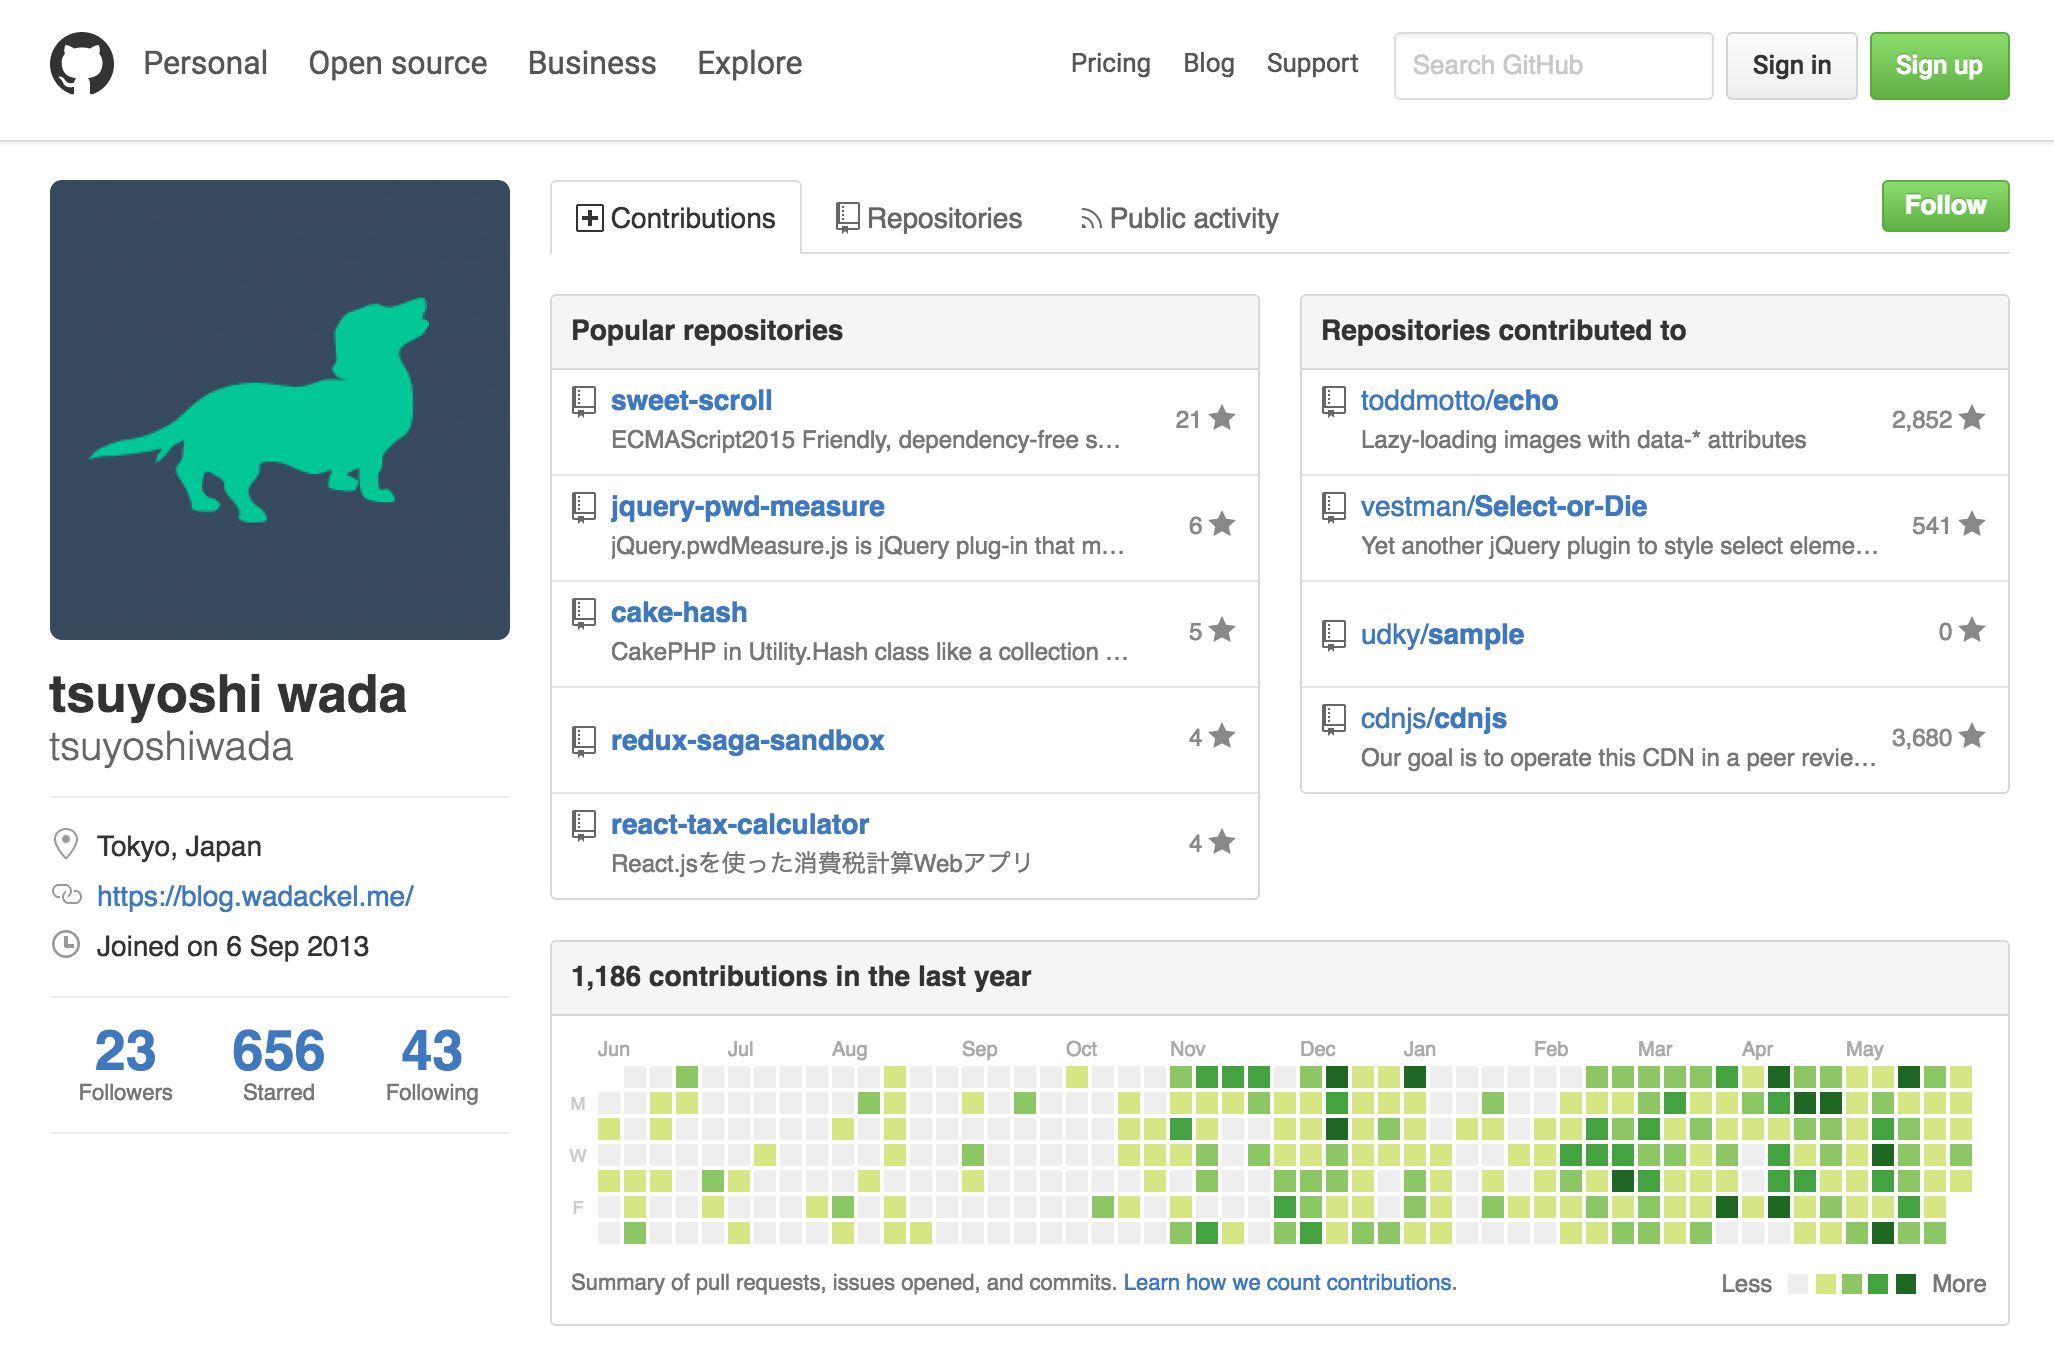 Personal Open source Business Explore Pricing Blog Support Search GitHub Sign in Sign up
Contributions Repositories Public activity Follow
tsuyoshi wada
tsuyoshiwada
Tokyo, Japan
https://blog.wadackel.me/
Joined on 6 Sep 2013
23 656 43
Followers Starred Following
Popular repositories
sweet-scroll
ECMAScript2015 Friendly, dependency-free s…
21
jquery-pwd-measure
jQuery.pwdMeasure.js is jQuery plug-in that m…
6
cake-hash
CakePHP in Utility.Hash class like a collection …
5
redux-saga-sandbox
4
react-tax-calculator
React.jsを使った消費税計算Webアプリ
4
Repositories contributed to
toddmotto/echo
Lazy-loading images with data-* attributes
2,852
vestman/Select-or-Die
Yet another jQuery plugin to style select eleme…
541
udky/sample
0
cdnjs/cdnjs
Our goal is to operate this CDN in a peer revie…
3,680
1,186 contributions in the last year
Jun Jul Aug Sep Oct Nov Dec Jan Feb Mar Apr May
M
W
F
Summary of pull requests, issues opened, and commits. Learn how we count contributions.
Less More